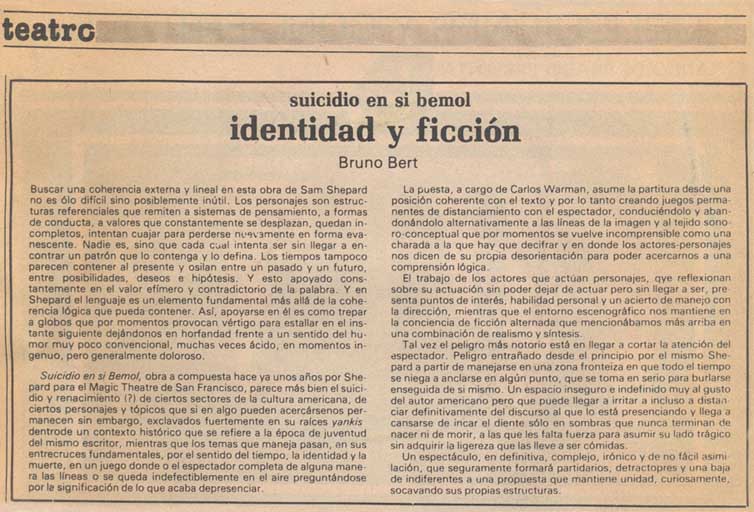 teatro
suicidio en si bemol
identidad y ficción
Bruno Bert
Buscar una coherencia externa y lineal en esta obra de Sam Shepard
no es ólo difícil sino posiblemente inútil. Los personajes son estruc-
turas referenciales que remiten a sistemas de pensamiento, a formas
de conducta, a valores que constantemente se desplazan, quedan in-
completos, intentan cuajar para perderse nuevamente en forma eva-
nescente. Nadie es, sino que cada cual intenta ser sin llegar a en-
contrar un patrón que lo contenga y lo defina. Los tiempos tampoco
parecen contener al presente y osilan entre un pasado y un futuro,
entre posibilidades, deseos e hipótesis. Y esto apoyado cons-
tantemente en el valor efímero y contradictorio de la palabra. Y en
Shepard el lenguaje es un elemento fundamental más allá de la cohe-
rencia lógica que pueda contener. Así, apoyarse en él es como trepar
a globos que por momentos provocan vértigo para estallar en el ins-
tante siguiente dejándonos en horfandad frente a un sentido del hu-
mor muy poco convencional, muchas veces ácido, en momentos in-
genuo, pero generalmente doloroso.
Suicidio en si Bemol, obra a compuesta hace ya unos años por She-
pard para el Magic Theatre de San Francisco, parece más bien el suici-
dio y renacimiento (?) de ciertos sectores de la cultura americana, de
ciertos personajes y tópicos que si en algo pueden acercársenos per-
manecen sin embargo, exclavados fuertemente en su raíces yankis
dentrode un contexto histórico que se refiere a la época de juventud
del mismo escritor, mientras que los temas que maneja pasan, en sus
entrecruces fundamentales, por el sentido del tiempo, la identidad y la
muerte, en un juego donde o el espectador completa de alguna mane-
ra las líneas o se queda indefectiblemente en el aire preguntándose
por la significación de lo que acaba depresenciar.
La puesta, a cargo de Carlos Warman, asume la partitura desde una
posición coherente con el texto y por lo tanto creando juegos perma-
nentes de distanciamiento con el espectador, conduciéndolo y aban-
donándolo alternativamente a las líneas de la imagen y al tejido sono-
ro-conceptual que por momentos se vuelve incomprensible como una
charada a la que hay que decifrar y en donde los actores-personajes
nos dicen de su propia desorientación para poder acercarnos a una
comprensión lógica.
El trabajo de los actores que actúan personajes, qye reflexionan
sobre su actuación sin poder dejar de actuar pero sin llegar a ser, pre-
senta puntos de interés, habilidad personal y un acierto de manejo con
la dirección, mientras que el entorno escenográfico nos mantiene en
la conciencia de ficción alternada que mencionábamos más arriba en
una combinación de realismo y síntesis.
Tal vez el peligro más notorio está en llegar a cortar la atención del
espectador. Peligro entrañado desde el principio por el mismo She-
pard a partir de manejarse en una zona fronteiza en que todo el tiempo
se niega a anclarse en algún punto, que se toma en serio para burlarse
enseguida de si mismo. Un espacio inseguro e indefinido muy al gusto
del autor americano pero que puede llegar a irritar a incluso a distan-
ciar definitivamente del discurso al que lo está presenciando y llega a
cansarse de incar el diente sólo en sombras que nunca terminan de
nacer ni de morir, a las que les falta fuerza para asumir su lado trágico
sin adquirir la ligereza que las lleve a ser cómidas.
Un espectáculo, en definitiva, complejo, irónico y de no fácil asimi-
lación, que seguramente formará partidarios, detractopres y una baja
de indiferentes a una propuesta que mantiene unidad, curiosamente,
socavando sus propias estructuras.